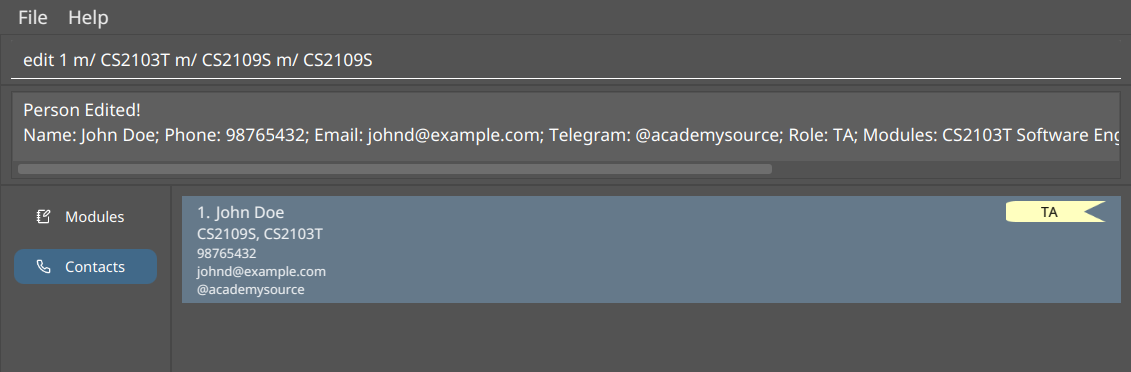 File Help
edit 1 m/ CS2103T m/ CS2109S m/ CS2109S
Person Edited!
Name: John Doe; Phone: 98765432; Email: johnd@example.com; Telegram: @academysource; Role: TA; Modules: CS2103T Software Eng
Modules
Contacts
1. John Doe
TA
CS2109S, CS2103T
98765432
johnd@example.com
@academysource